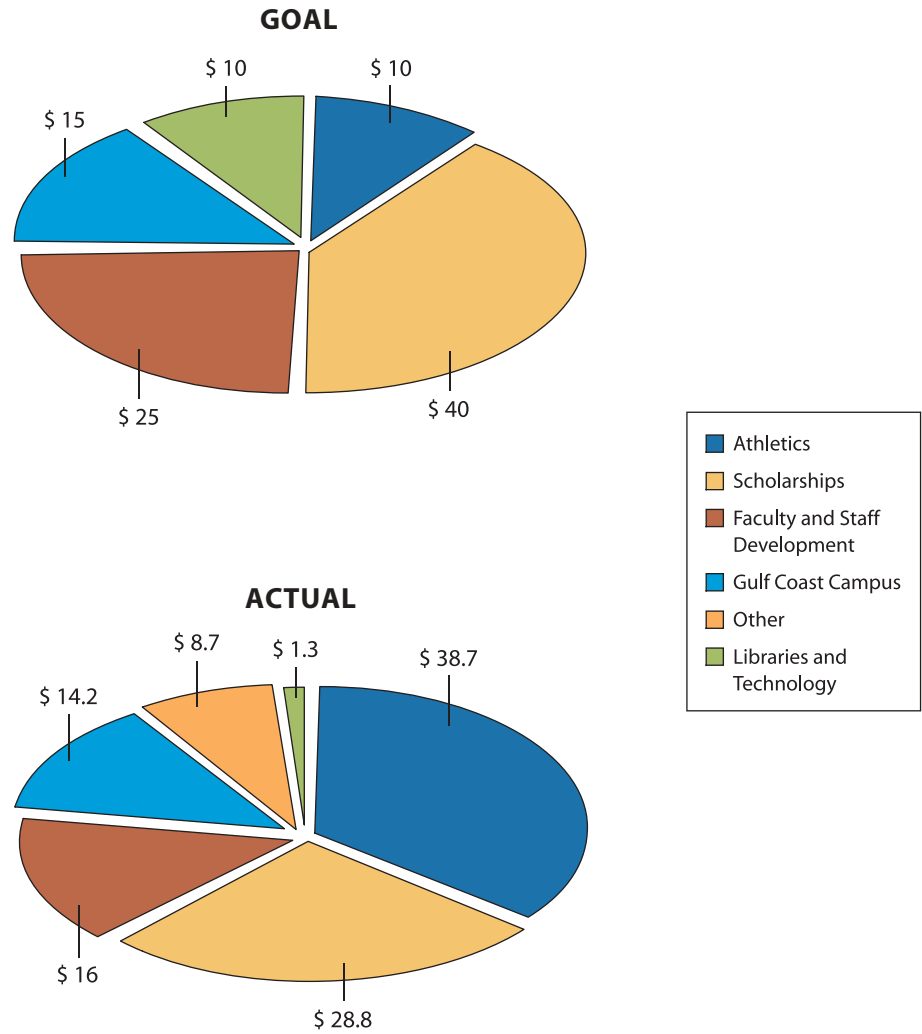 GOAL
$ 10
$ 10
$ 15
$ 25
$ 40
Athletics
Scholarships
Faculty and Staff
Development
Gulf Coast Campus
Other
Libraries and
Technology
ACTUAL
$ 8.7
$ 1.3
$ 38.7
$ 14.2
$ 16
$ 28.8